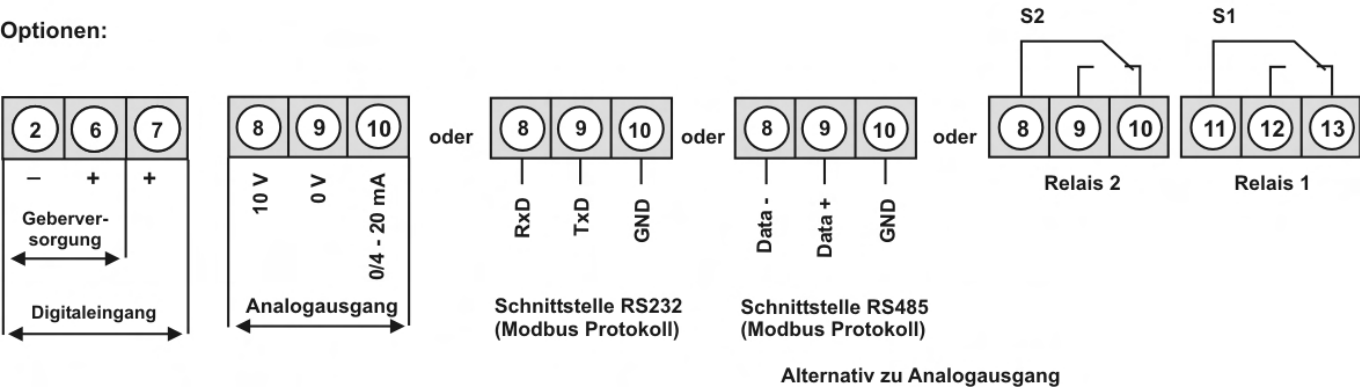 Optionen:
S2 S1
2 6 7 8 9 10 oder 8 9 10 oder 8 9 10 oder 8 9 10 11 12 13
– + +
Geberver-
sorgung
Digitaleingang
10 V
0 V
0/4 - 20 mA
Analogausgang
RxD
TxD
GND
Schnittstelle RS232
(Modbus Protokoll)
Data -
Data +
GND
Schnittstelle RS485
(Modbus Protokoll)
Relais 2
Relais 1
Alternativ zu Analogausgang